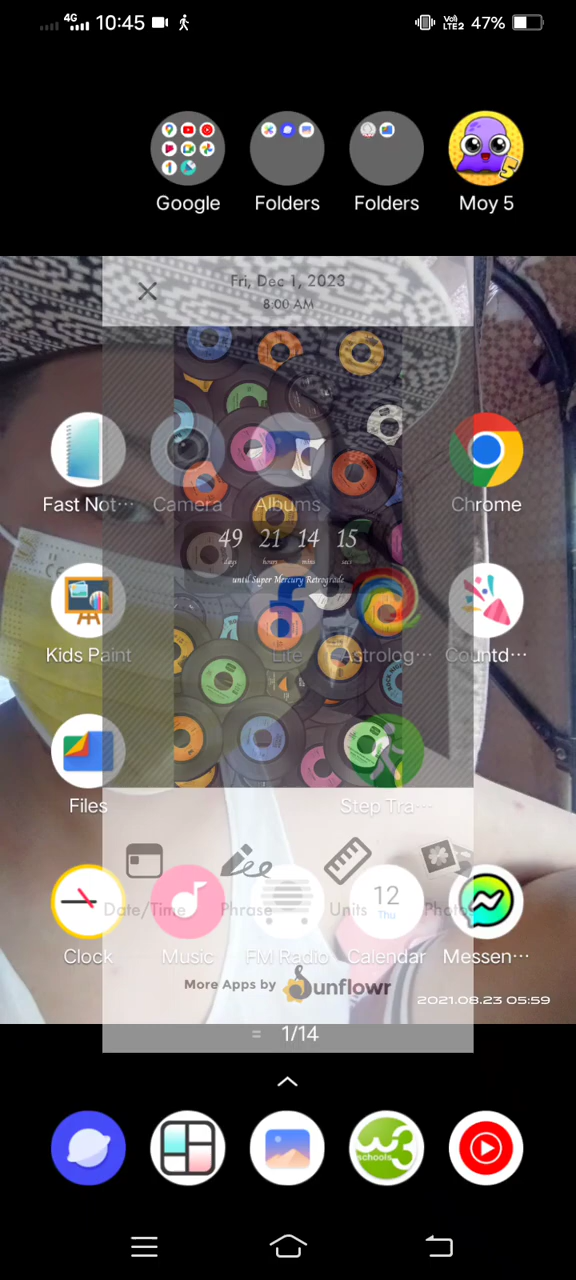 4G 10:45 Vo) LTE2 47%
Google Folders Folders Moy 5
Fri, Dec 1, 2023
8:00 AM
Fast Not··· Camera Albums Chrome
49 21 14 15
days hours mins secs
until Super Mercury Retrograde
Kids Paint Lite Astrolog··· Countd···
Files Step Tra···
12
Thu
Date/Time Phrase Units Photo
Clock Music FM Radio Calendar Messen···
More Apps by Sunflowr
2021.08.23 05:59
= 1/14
w3
schools